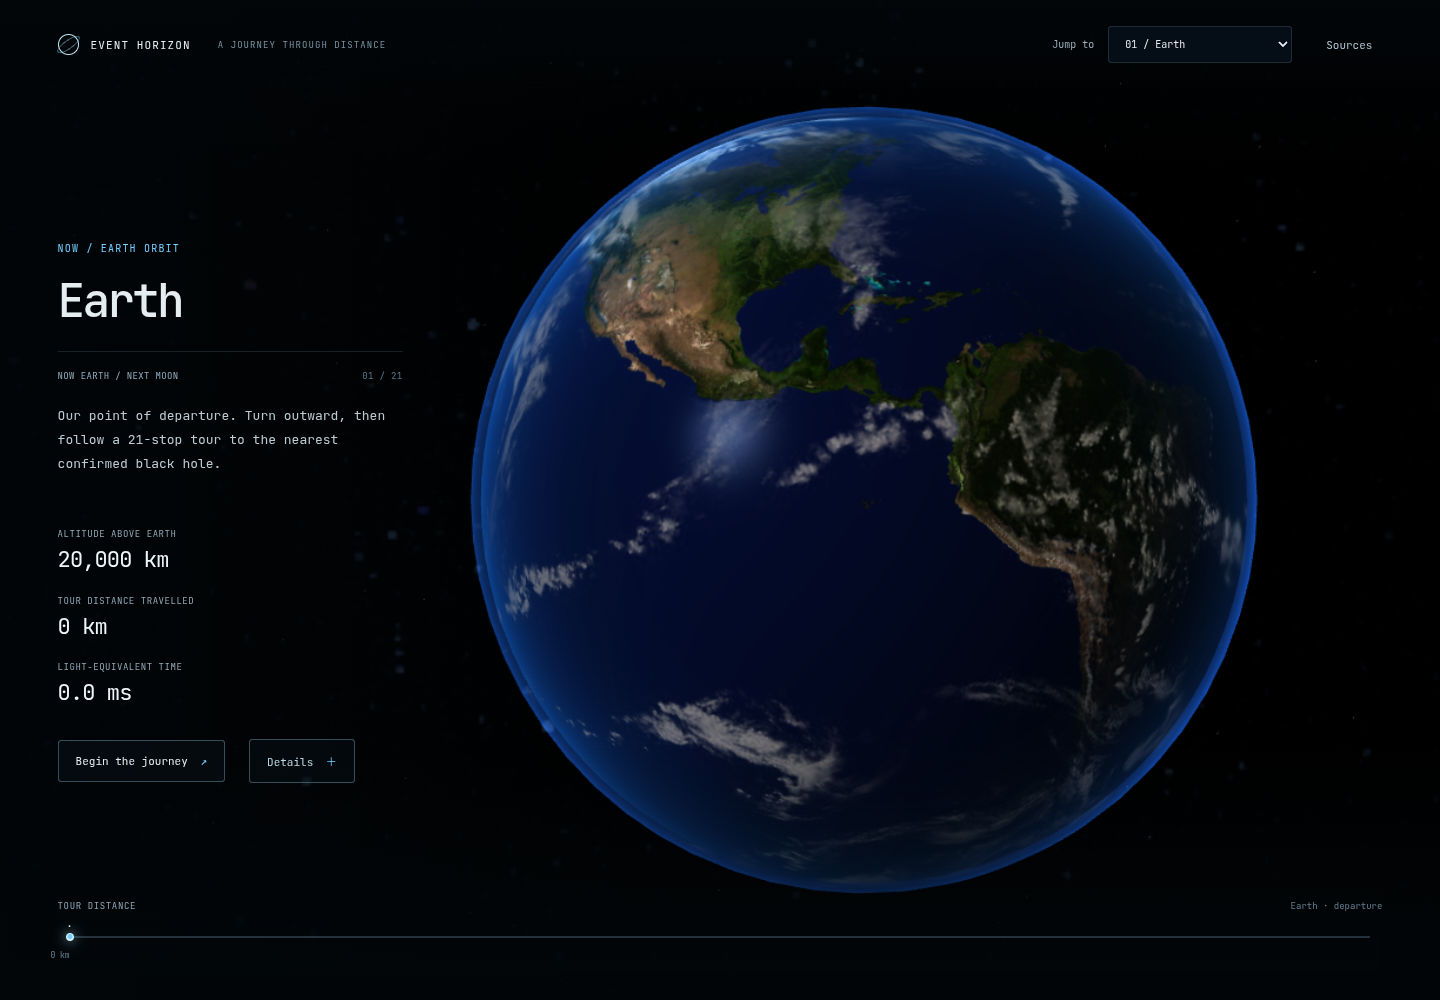 EVENT HORIZON
A JOURNEY THROUGH DISTANCE
Jump to
01 / Earth
Sources
NOW / EARTH ORBIT
Earth
NOW EARTH / NEXT MOON
01 / 21
Our point of departure. Turn outward, then
follow a 21-stop tour to the nearest
confirmed black hole.
ALTITUDE ABOVE EARTH
20,000 km
TOUR DISTANCE TRAVELLED
0 km
LIGHT-EQUIVALENT TIME
0.0 ms
Begin the journey ↗
Details +
TOUR DISTANCE
Earth · departure
0 km